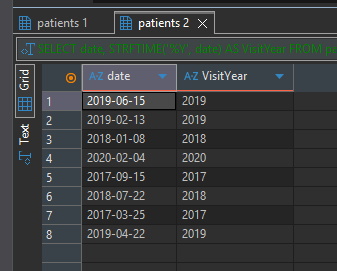 patients 1 patients 2
SELECT date, STRFTIME('%Y', date) AS VisitYear FROM pa
Grid
Text
A-Z date A-Z VisitYear
1 2019-06-15 2019
2 2019-02-13 2019
3 2018-01-08 2018
4 2020-02-04 2020
5 2017-09-15 2017
6 2018-07-22 2018
7 2017-03-25 2017
8 2019-04-22 2019